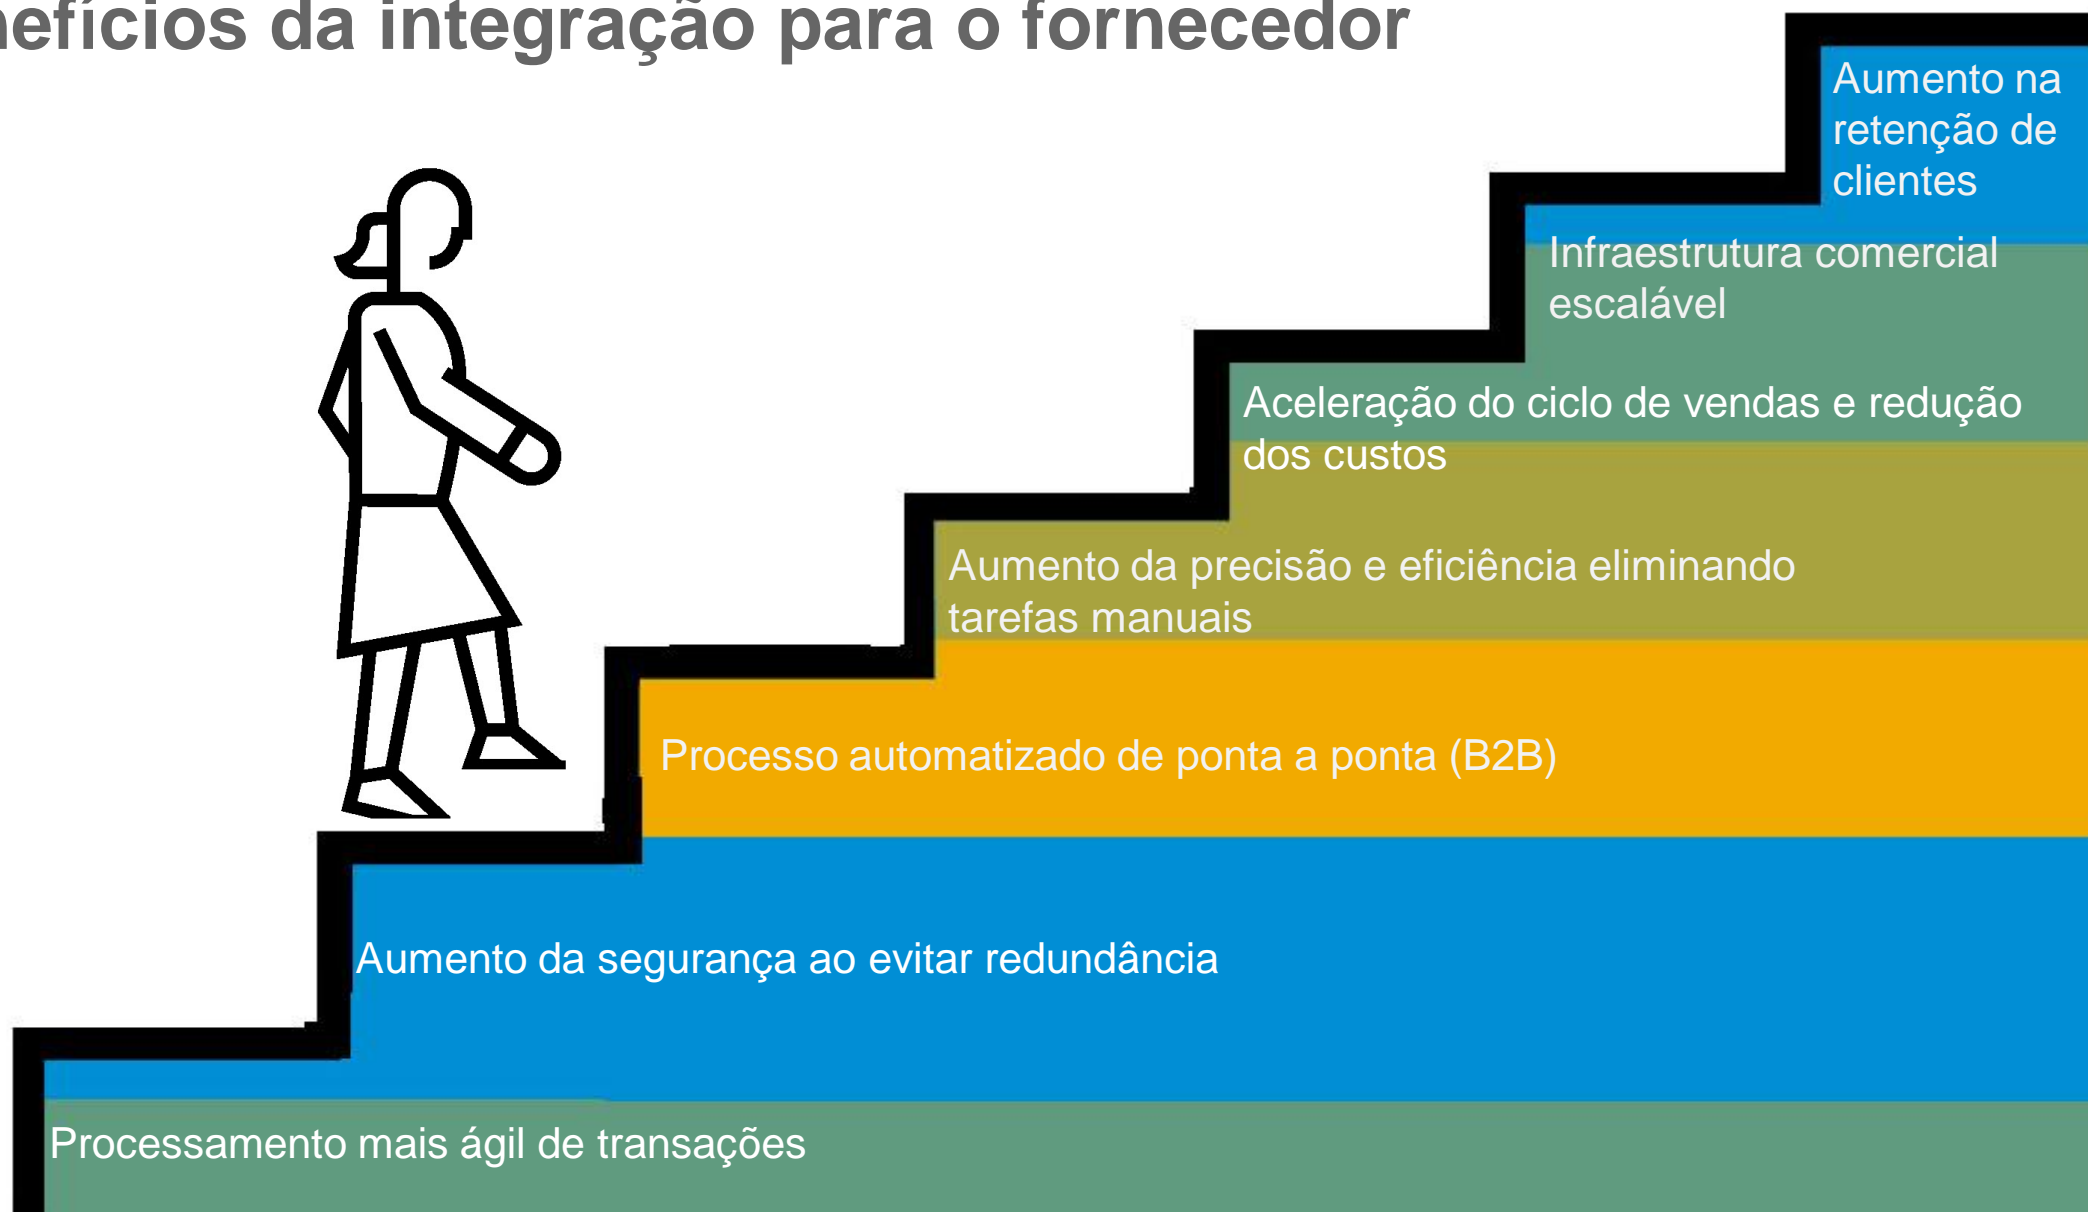 nefícios da integração para o fornecedor
Aumento na
retenção de
clientes
Infraestrutura comercial
escalável
Aceleração do ciclo de vendas e redução
dos custos
Aumento da precisão e eficiência eliminando
tarefas manuais
Processo automatizado de ponta a ponta (B2B)
Aumento da segurança ao evitar redundância
Processamento mais ágil de transações